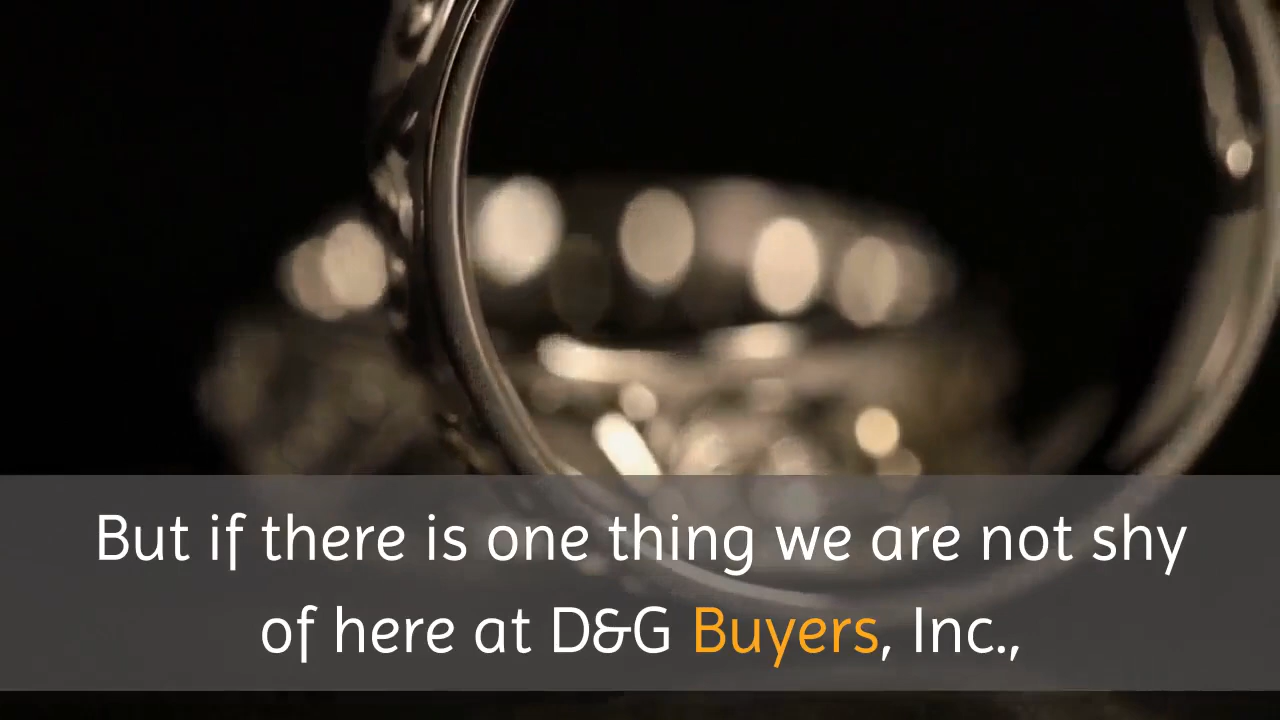 But if there is one thing we are not shy
of here at D&G Buyers, Inc.,